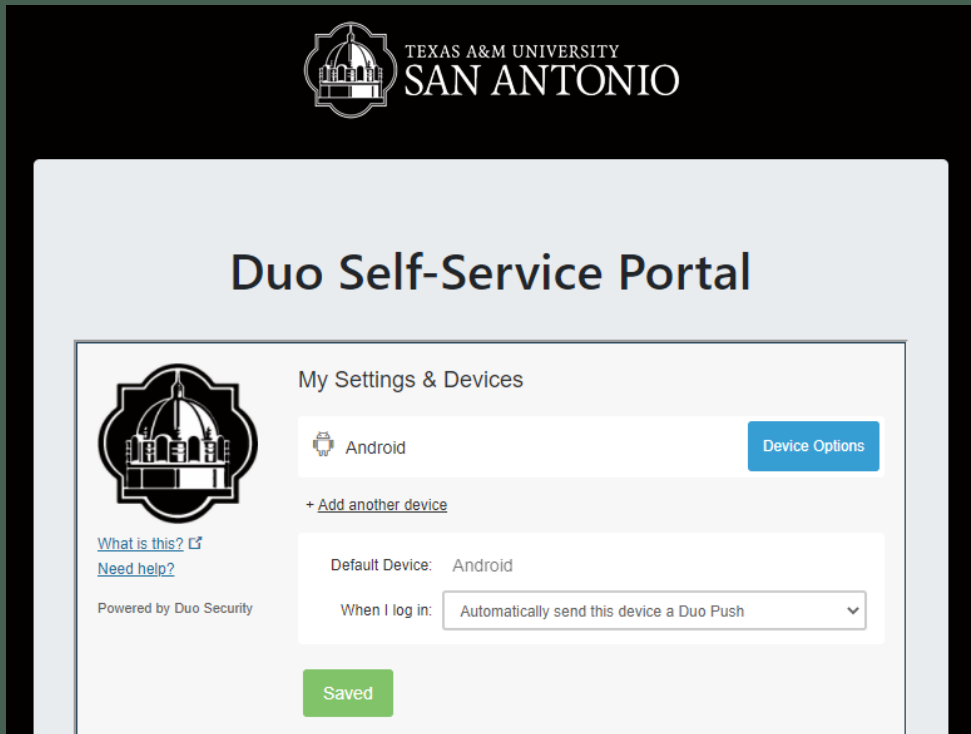 TEXAS A&M UNIVERSITY
SAN ANTONIO
Duo Self-Service Portal
My Settings & Devices
Android
Device Options
+ Add another device
What is this?
Need help?
Powered by Duo Security
Default Device: Android
When I log in: Automatically send this device a Duo Push
Saved